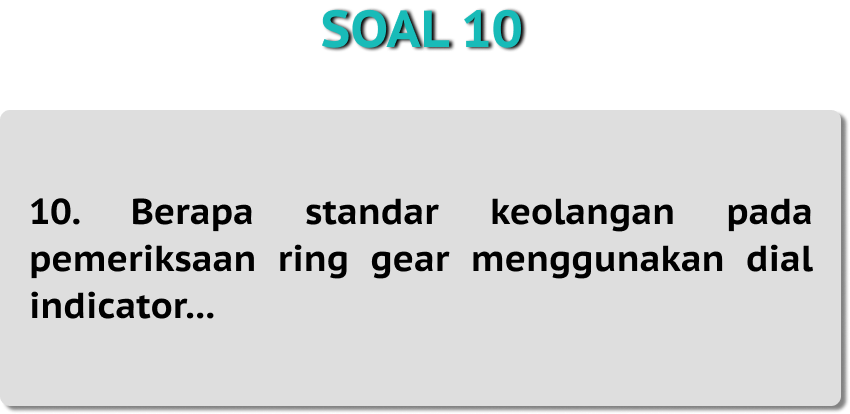 SOAL 10
10. Berapa standar keolangan pada
pemeriksaan ring gear menggunakan dial
indicator...